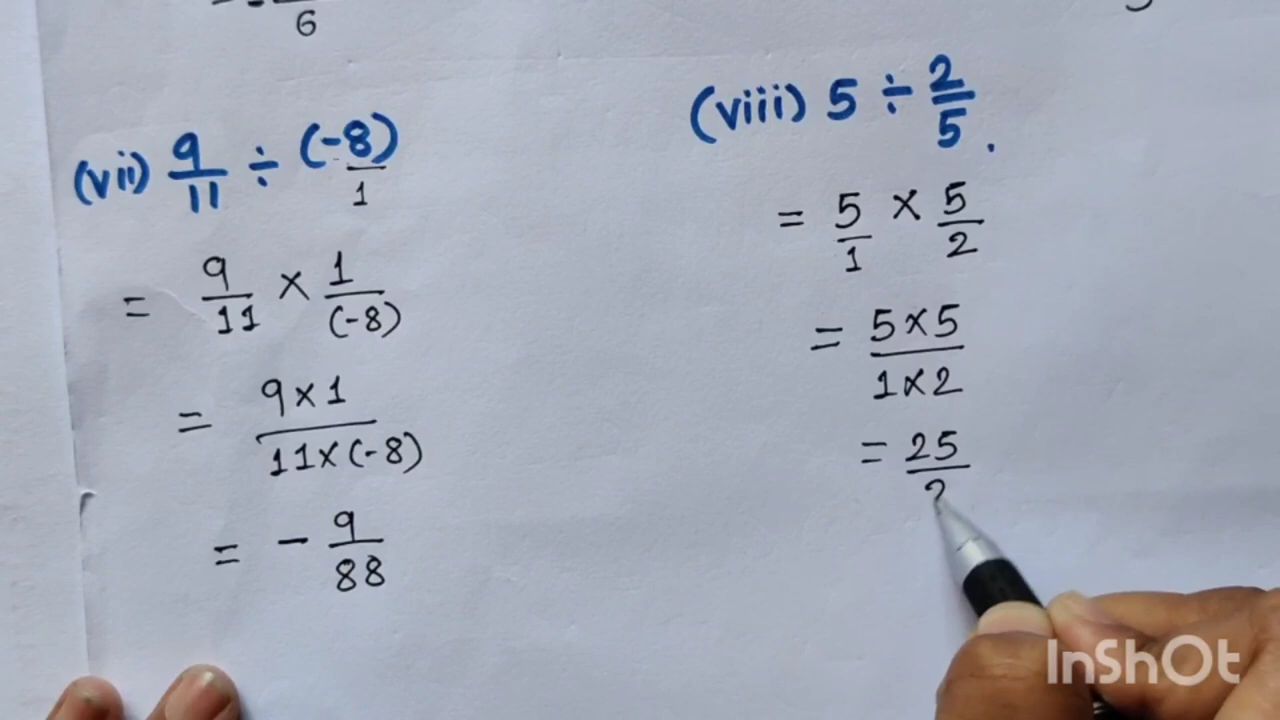 6
(vii) 9/11 ÷ (-8)/1
= 9/11 × 1/(-8)
= 9×1/11×(-8)
= - 9/88
(viii) 5 ÷ 2/5.
= 5/1 × 5/2
= 5×5/1×2
= 25/2
InShOt